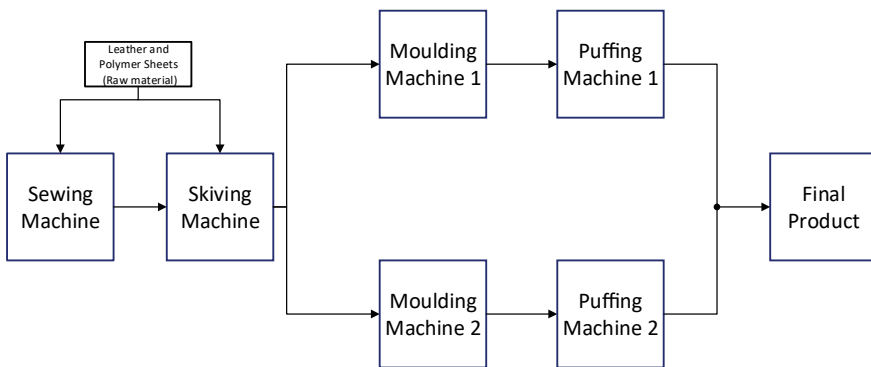 Leather and
Polymer Sheets
(Raw material)
Sewing
Machine
Skiving
Machine
Moulding
Machine 1
Puffing
Machine 1
Moulding
Machine 2
Puffing
Machine 2
Final
Product